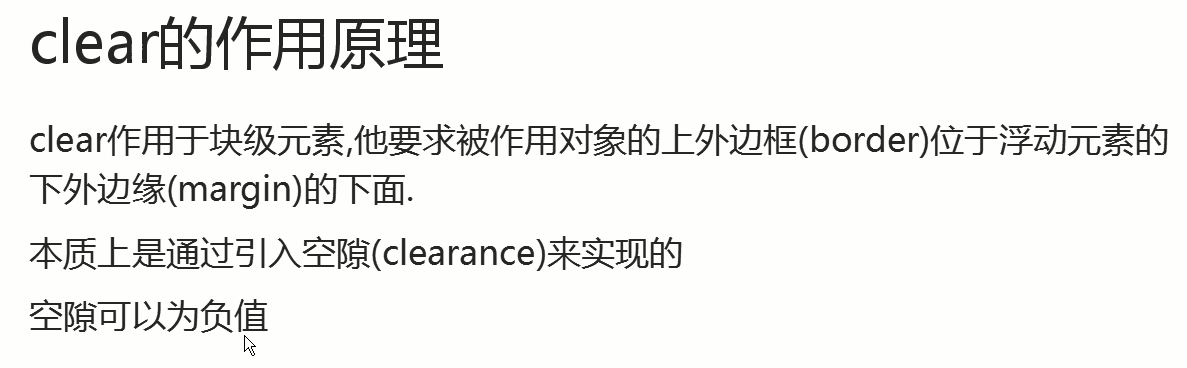 clear的作用原理
clear作用于块级元素,他要求被作用对象的上外边框(border)位于浮动元素的
下外边缘(margin)的下面.
本质上是通过引入空隙(clearance)来实现的
空隙可以为负值